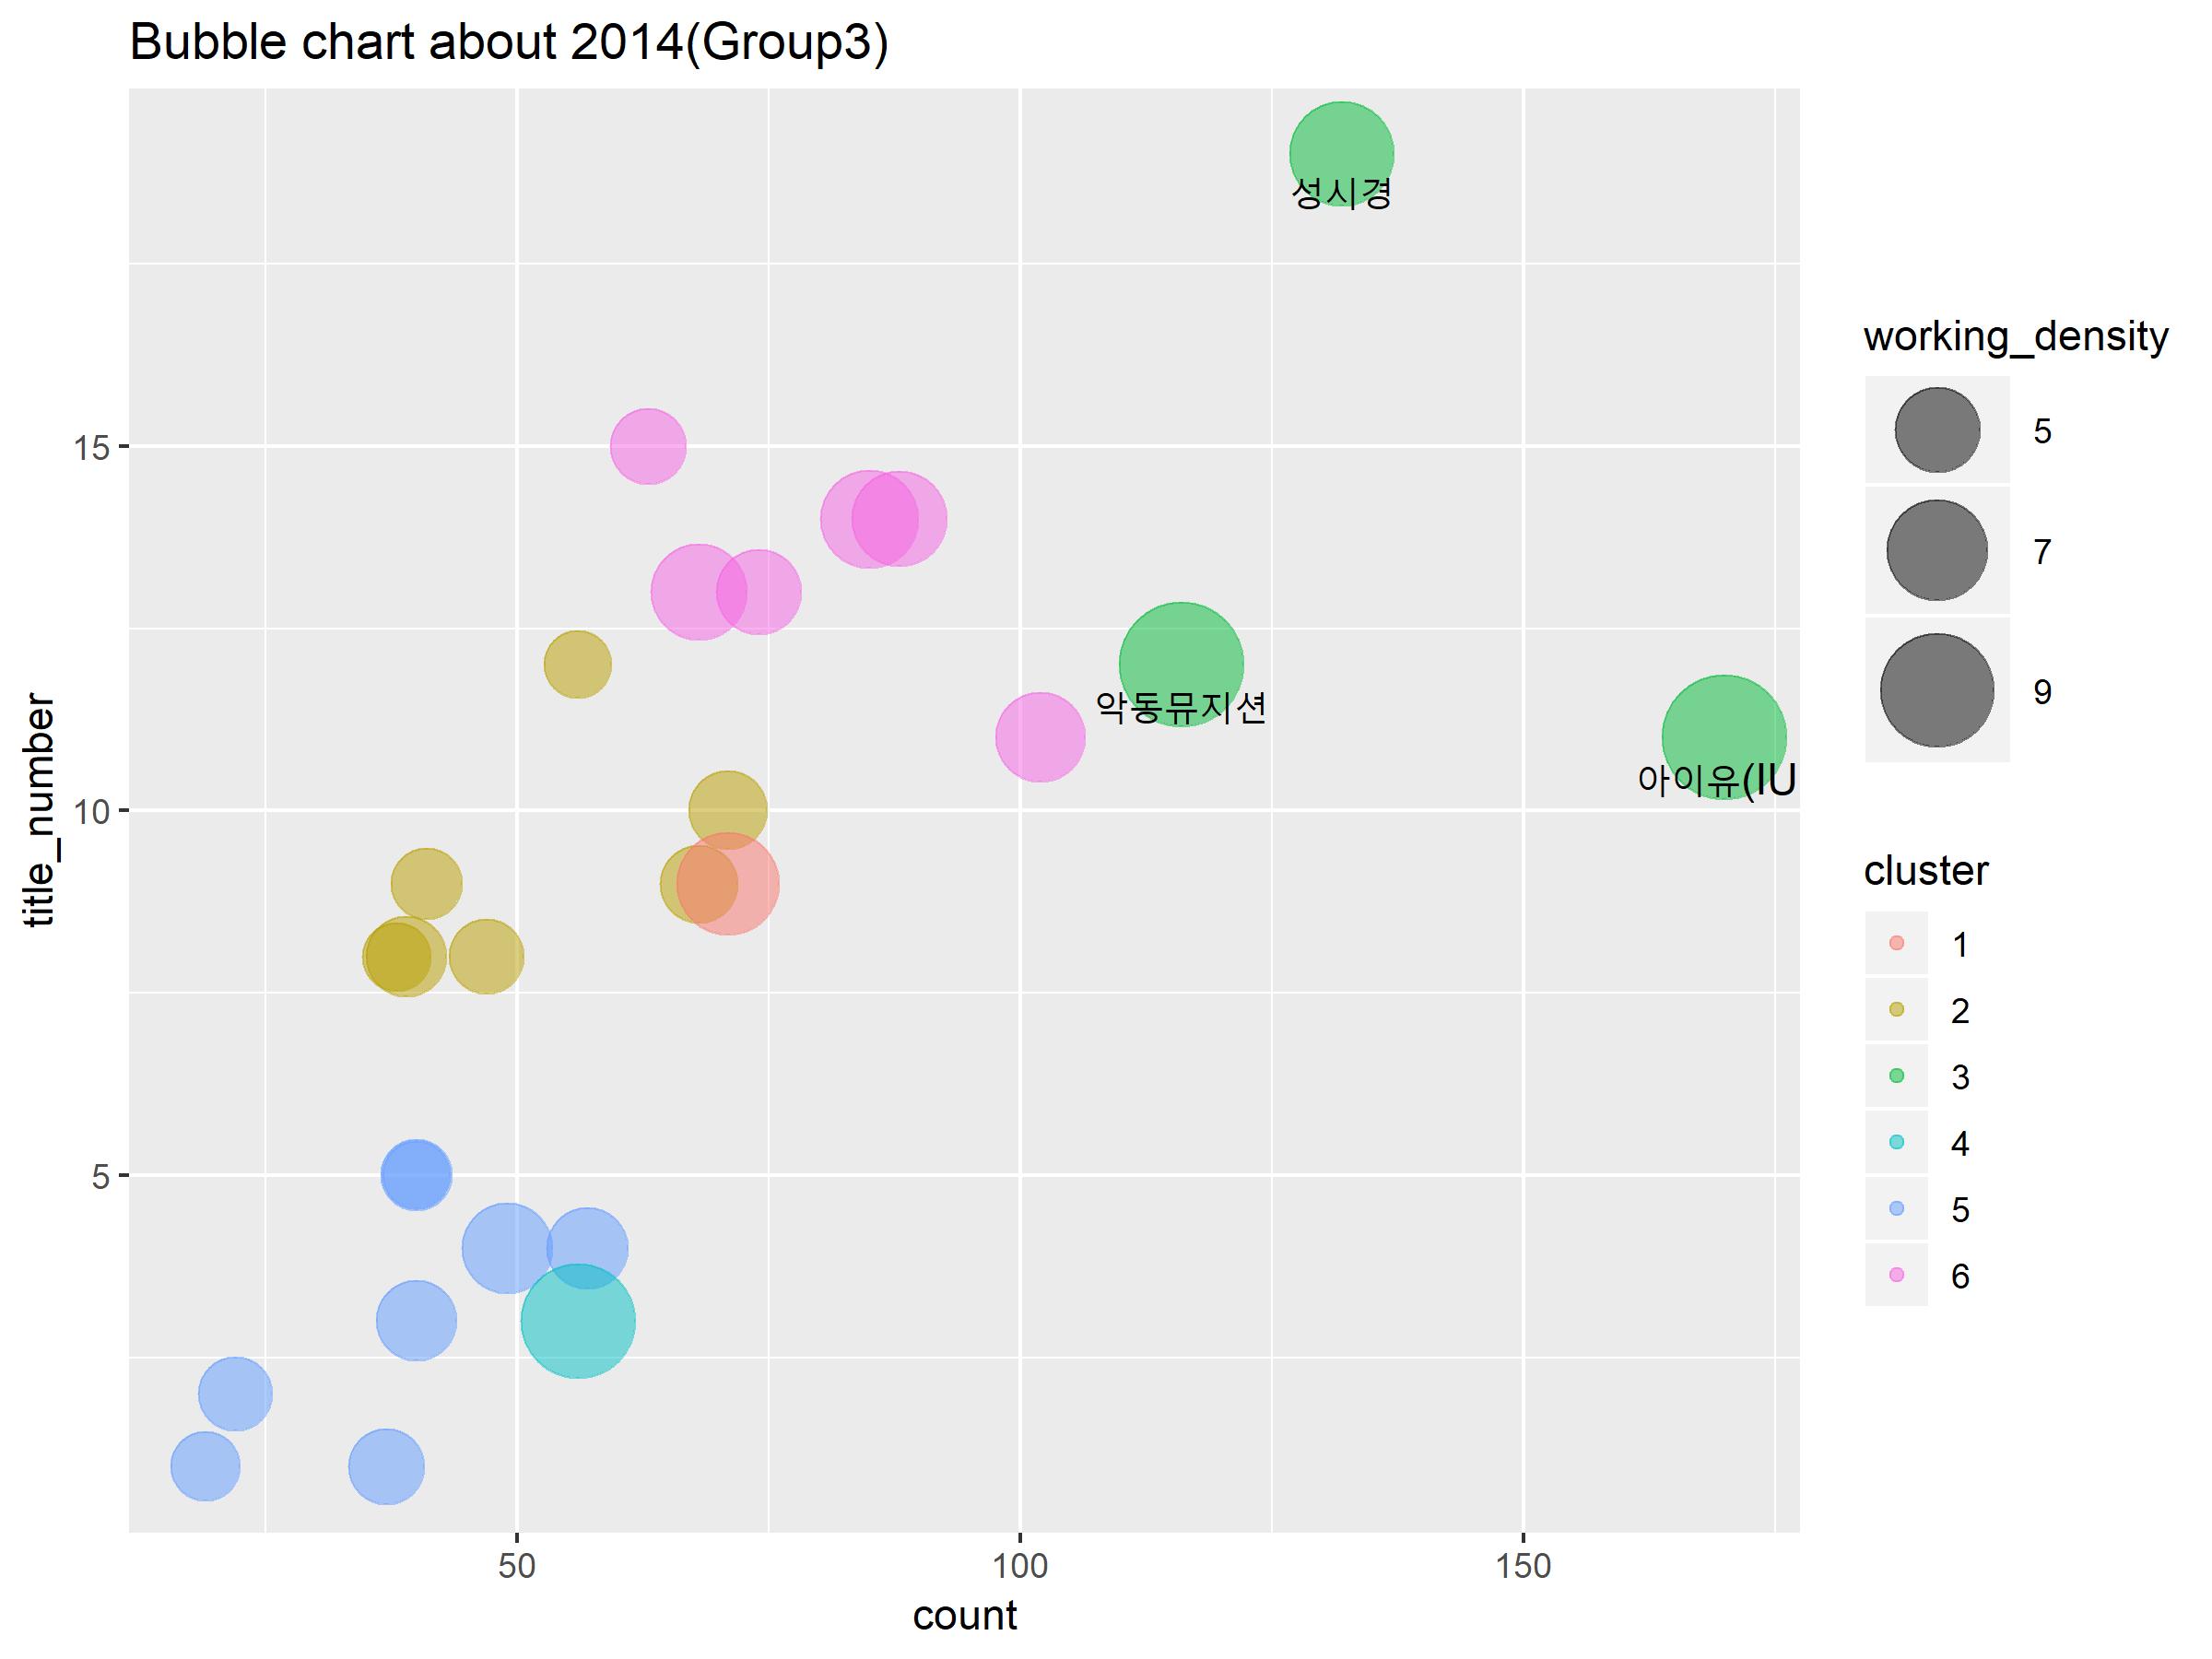 Bubble chart about 2014(Group3)
성시경
악동뮤지션
아이유(IU
15
10
5
title_number
50
100
150
count
working_density
5
7
9
cluster
1
2
3
4
5
6